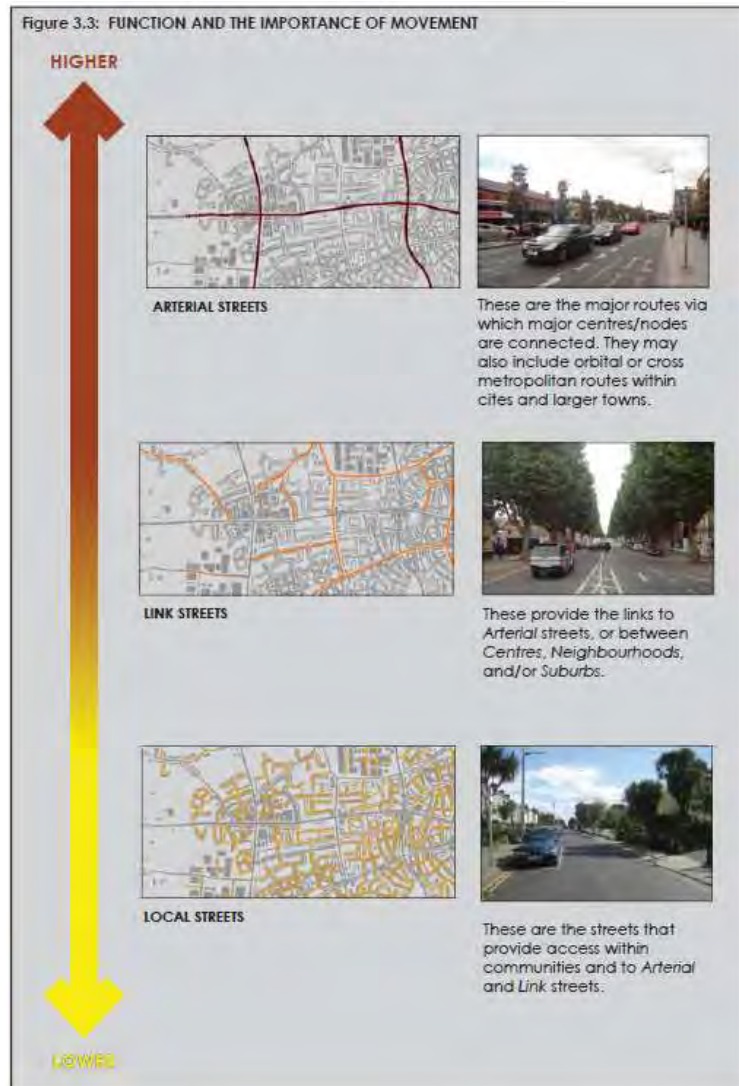 Figure 3.3: FUNCTION AND THE IMPORTANCE OF MOVEMENT
HIGHER
ARTERIAL STREETS
These are the major routes via
which major centres/nodes
are connected. They may
also include orbital or cross
metropolitan routes within
cites and larger towns.
LINK STREETS
These provide the links to
Arterial streets, or between
Centres, Neighbourhoods,
and/or Suburbs.
LOCAL STREETS
These are the streets that
provide access within
communities and to Arterial
and Link streets.
LOWER